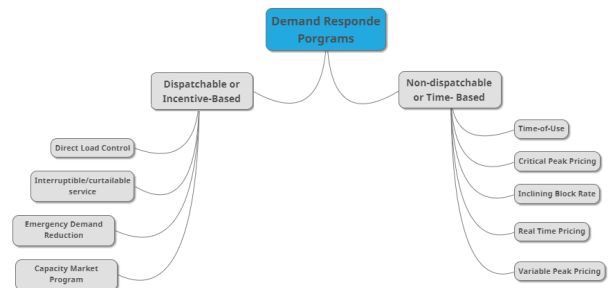 Demand Responde
Porgrams
Dispatchable or
Incentive-Based
Direct Load Control
Interruptible/curtailable
service
Emergency Demand
Reduction
Capacity Market
Program
Non-dispatchable
or Time- Based
Time-of-Use
Critical Peak Pricing
Inclining Block Rate
Real Time Pricing
Variable Peak Pricing